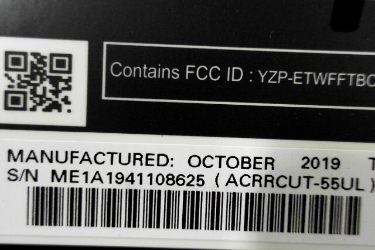 Contains FCC ID : YZP-ETWFFTBC
MANUFACTURED: OCTOBER 2019 T
S/N ME1A1941108625 ( ACRRCUT-55UL )